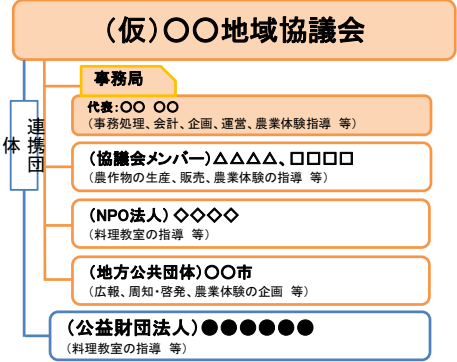 （仮）〇〇地域協議会
事務局
代表：〇〇　〇〇
（事務処理、会計、企画、運営、農業体験指導　等）
連携団体
（協議会メンバー）△△△△、□□□□
（農作物の生産、販売、農業体験の指導　等）
（NPO法人）◇◇◇◇
（料理教室の指導　等）
（地方公共団体）〇〇市
（広報、周知・啓発、農業体験の企画　等）
（公益財団法人）●●●●●●
（料理教室の指導　等）